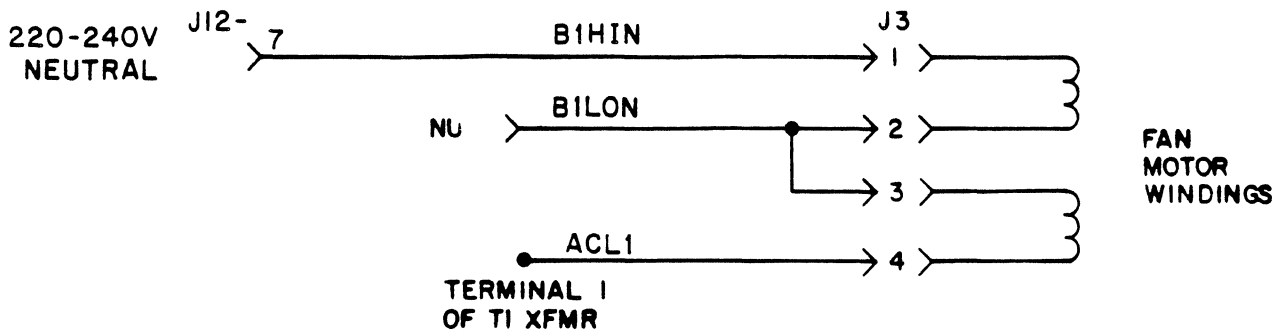 220-240V
NEUTRAL
J12-
7
B1HIN
J3
1
NU
B1LON
2
3
ACL1
4
TERMINAL 1
OF T1 XFMR
FAN
MOTOR
WINDINGS